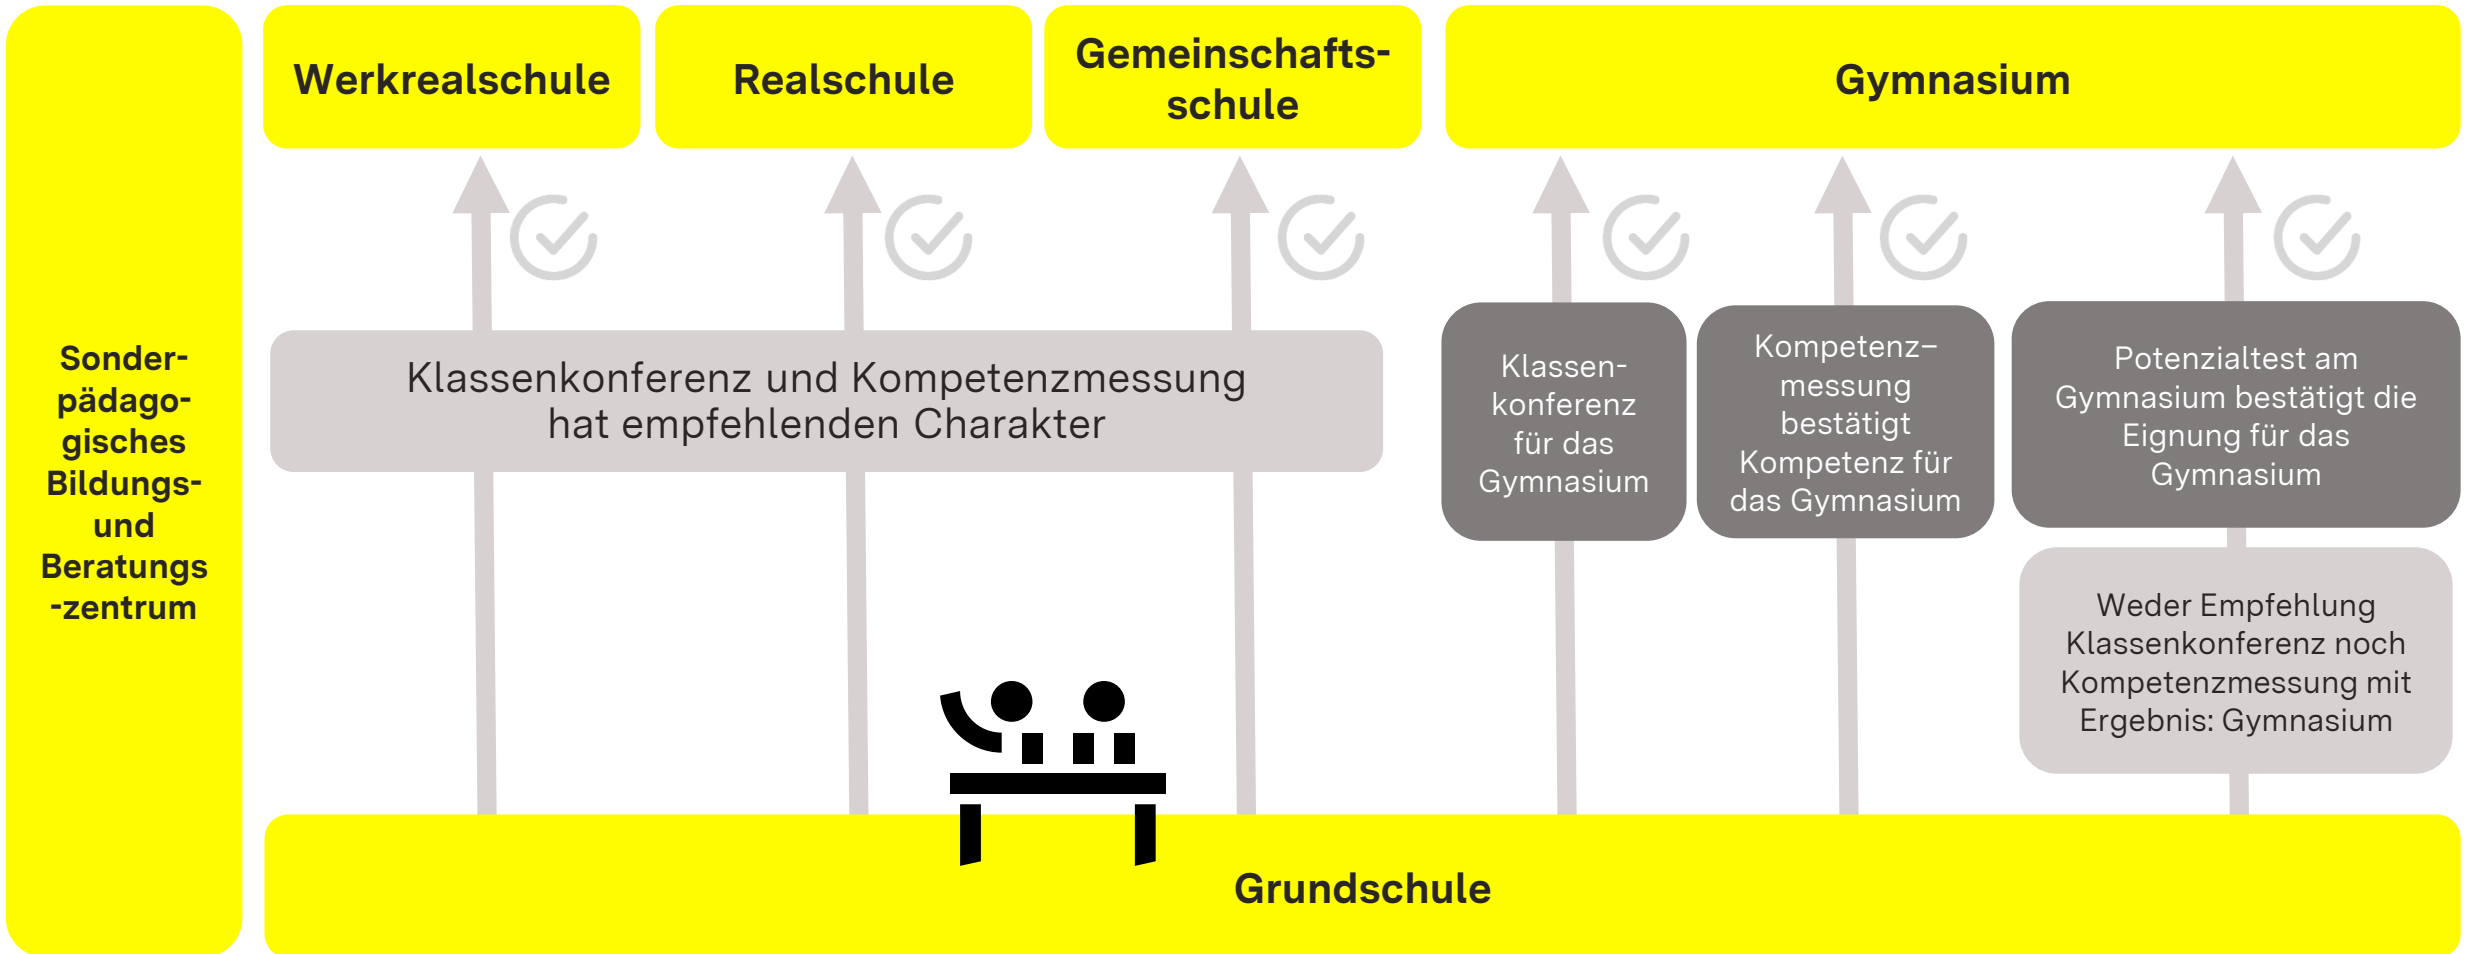 Werkrealschule
Realschule
Gemeinschafts-
schule
Gymnasium
Sonder-
pädago-
gisches
Bildungs-
und
Beratungs
-zentrum
Klassenkonferenz und Kompetenzmessung
hat empfehlenden Charakter
Klassen-
konferenz
für das
Gymnasium
Kompetenz–
messung
bestätigt
Kompetenz für
das Gymnasium
Potenzialtest am
Gymnasium bestätigt die
Eignung für das
Gymnasium
Weder Empfehlung
Klassenkonferenz noch
Kompetenzmessung mit
Ergebnis: Gymnasium
Grundschule